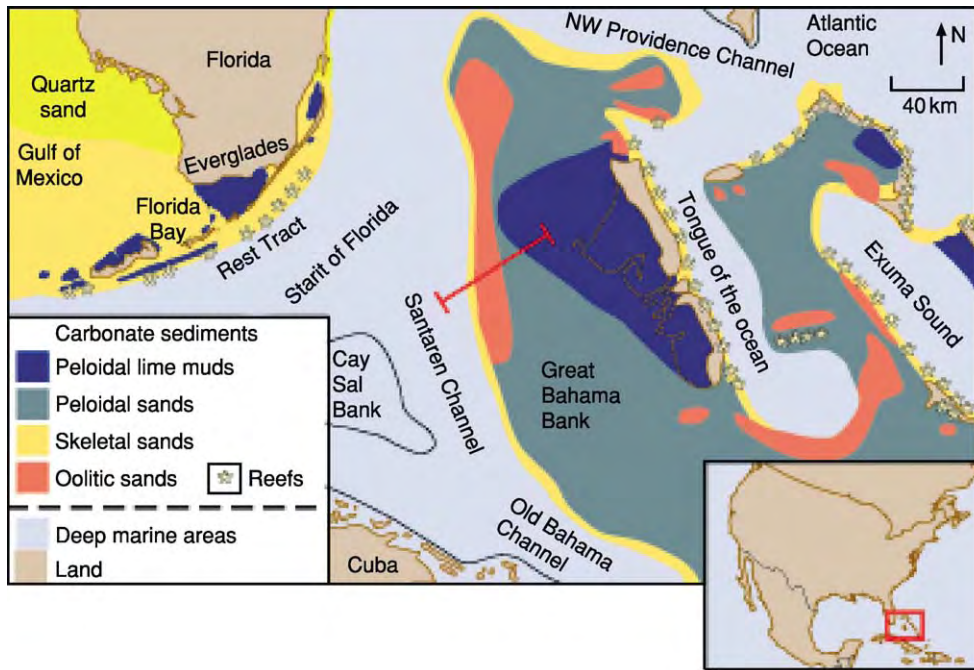 NW Providence Channel
Atlantic
Ocean
N
40 km
Florida
Quartz
sand
Gulf of
Mexico
Everglades
Florida
Bay
Rest Tract
Starit of Florida
Santaren Channel
Tongue of the ocean
Exuma Sound
Cay
Sal
Bank
Great
Bahama
Bank
Old Bahama
Channel
Cuba
Carbonate sediments
Peloidal lime muds
Peloidal sands
Skeletal sands
Oolitic sands
Reefs
Deep marine areas
Land